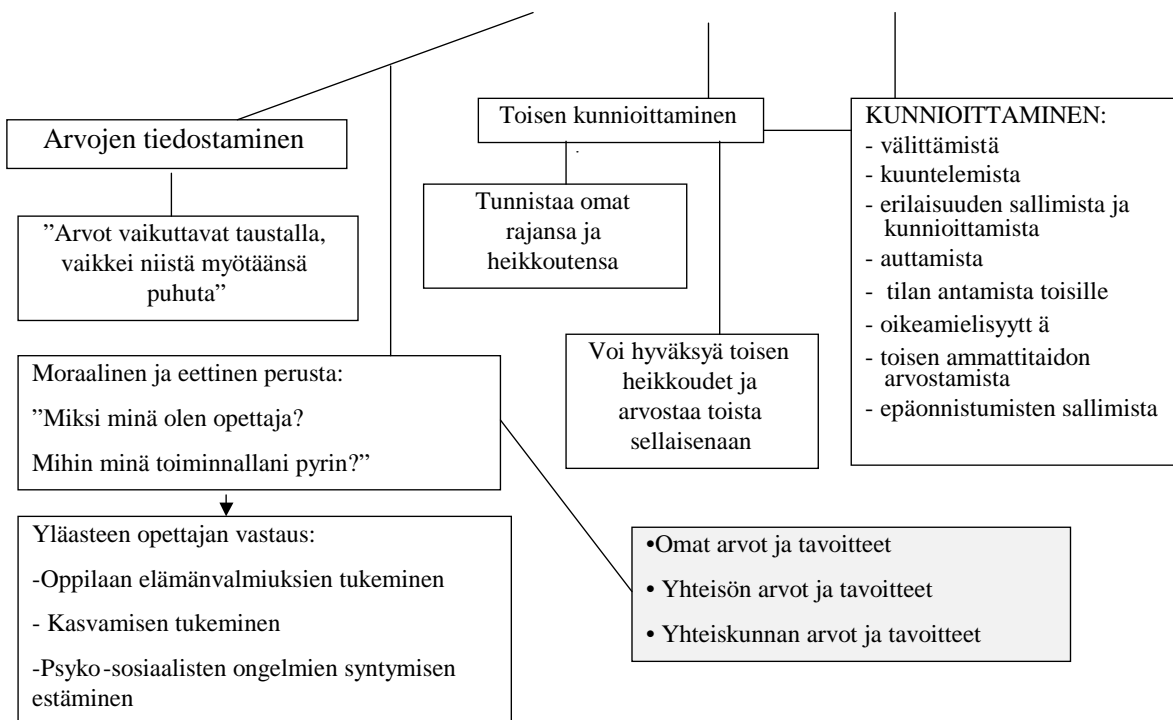 Arvojen tiedostaminen
”Arvot vaikuttavat taustalla,
vaikkei niistä myötäänsä
puhuta”
Toisen kunnioittaminen
Tunnistaa omat
rajansa ja
heikkoutensa
Voi hyväksyä toisen
heikkoudet ja
arvostaa toista
sellaisenaan
KUNNIOITTAMINEN:
- välittämistä
- kuuntelemista
- erilaisuuden sallimista ja
kunnioittamista
- auttamista
- tilan antamista toisille
- oikeamielisyytt ä
- toisen ammattitaidon
arvostamista
- epäonnistumisten sallimista
Moraalinen ja eettinen perusta:
”Miksi minä olen opettaja?
Mihin minä toiminnallani pyrin?”
Yläasteen opettajan vastaus:
-Oppilaan elämänvalmiuksien tukeminen
- Kasvamisen tukeminen
-Psyko-sosiaalisten ongelmien syntymisen
estäminen
•Omat arvot ja tavoitteet
• Yhteisön arvot ja tavoitteet
• Yhteiskunnan arvot ja tavoitteet